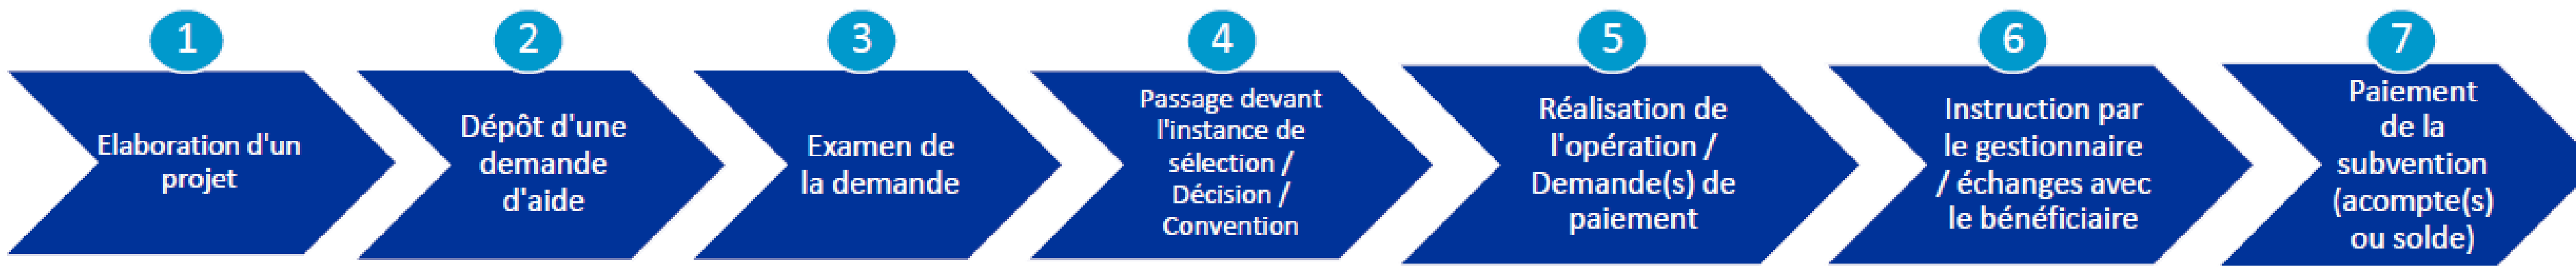 1
Elaboration d'un
projet
2
Dépôt d'une
demande
d'aide
3
Examen de
la demande
4
Passage devant
l'instance de
sélection /
Décision /
Convention
5
Réalisation de
l'opération /
Demande(s) de
paiement
6
Instruction par
le gestionnaire
/ échanges avec
le bénéficiaire
7
Paiement
de la
subvention
(acompte(s)
ou solde)